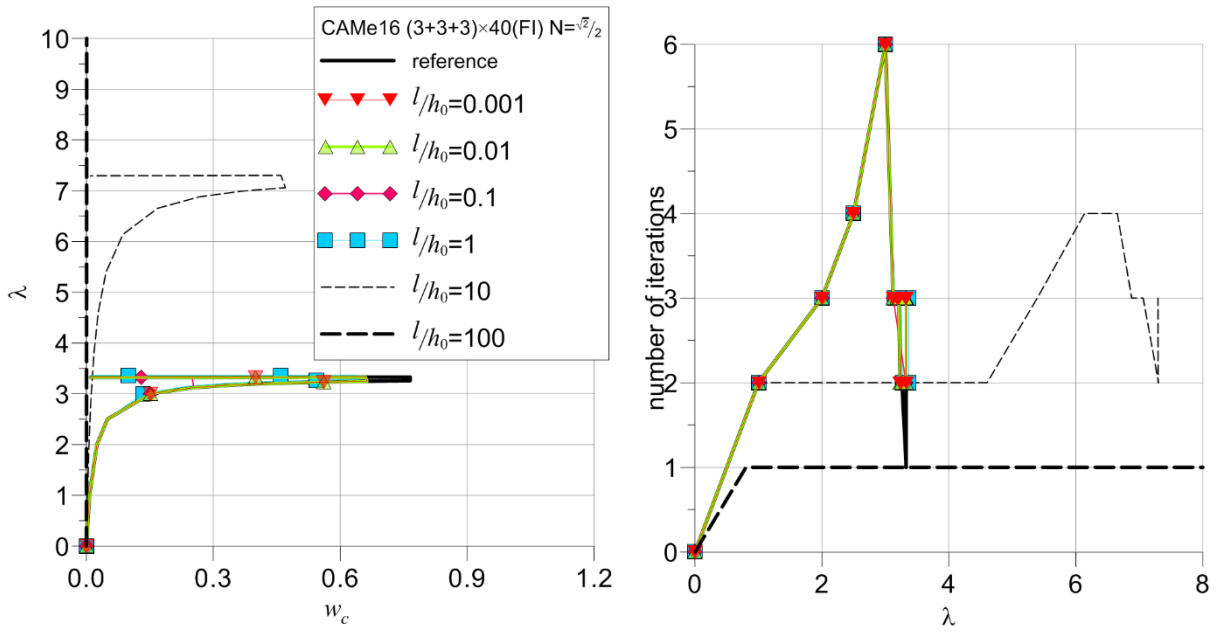 CAMe16 (3+3+3)×40(FI) N=√2/2
reference
l/h₀=0.001
l/h₀=0.01
l/h₀=0.1
l/h₀=1
l/h₀=10
l/h₀=100
10
9
8
7
6
5
4
3
2
1
0
λ
0.0 0.3 0.6 0.9 1.2
w_c
6
5
4
3
2
1
0
number of iterations
0 2 4 6 8
λ